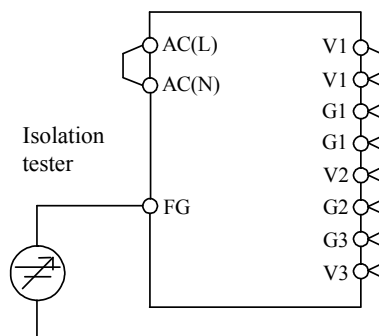 AC(L)
AC(N)
Isolation
tester
FG
V1
V1
G1
G1
V2
G2
G3
V3